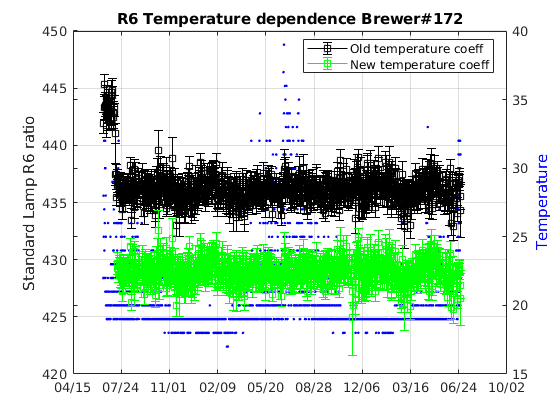 R6 Temperature dependence Brewer#172
Old temperature coeff
New temperature coeff
Standard Lamp R6 ratio
450
445
440
435
430
425
420
40
35
30
25
20
15
Temperature
04/15 07/24 11/01 02/09 05/20 08/28 12/06 03/16 06/24 10/02